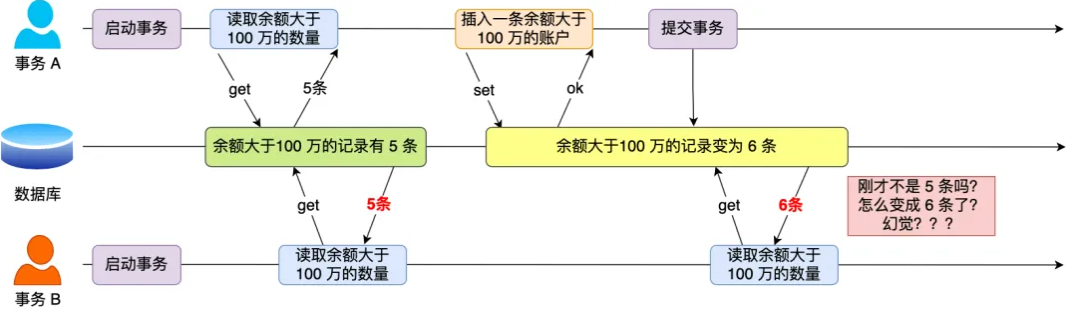 启动事务
读取余额大于
100 万的数量
插入一条余额大于
100 万的账户
提交事务
事务 A
get
5条
set
ok
余额大于100 万的记录有 5 条
余额大于100 万的记录变为 6 条
数据库
get
5条
get
6条
刚才不是 5 条吗?
怎么变成 6 条了?
幻觉? ? ?
启动事务
读取余额大于
100 万的数量
读取余额大于
100 万的数量
事务 B